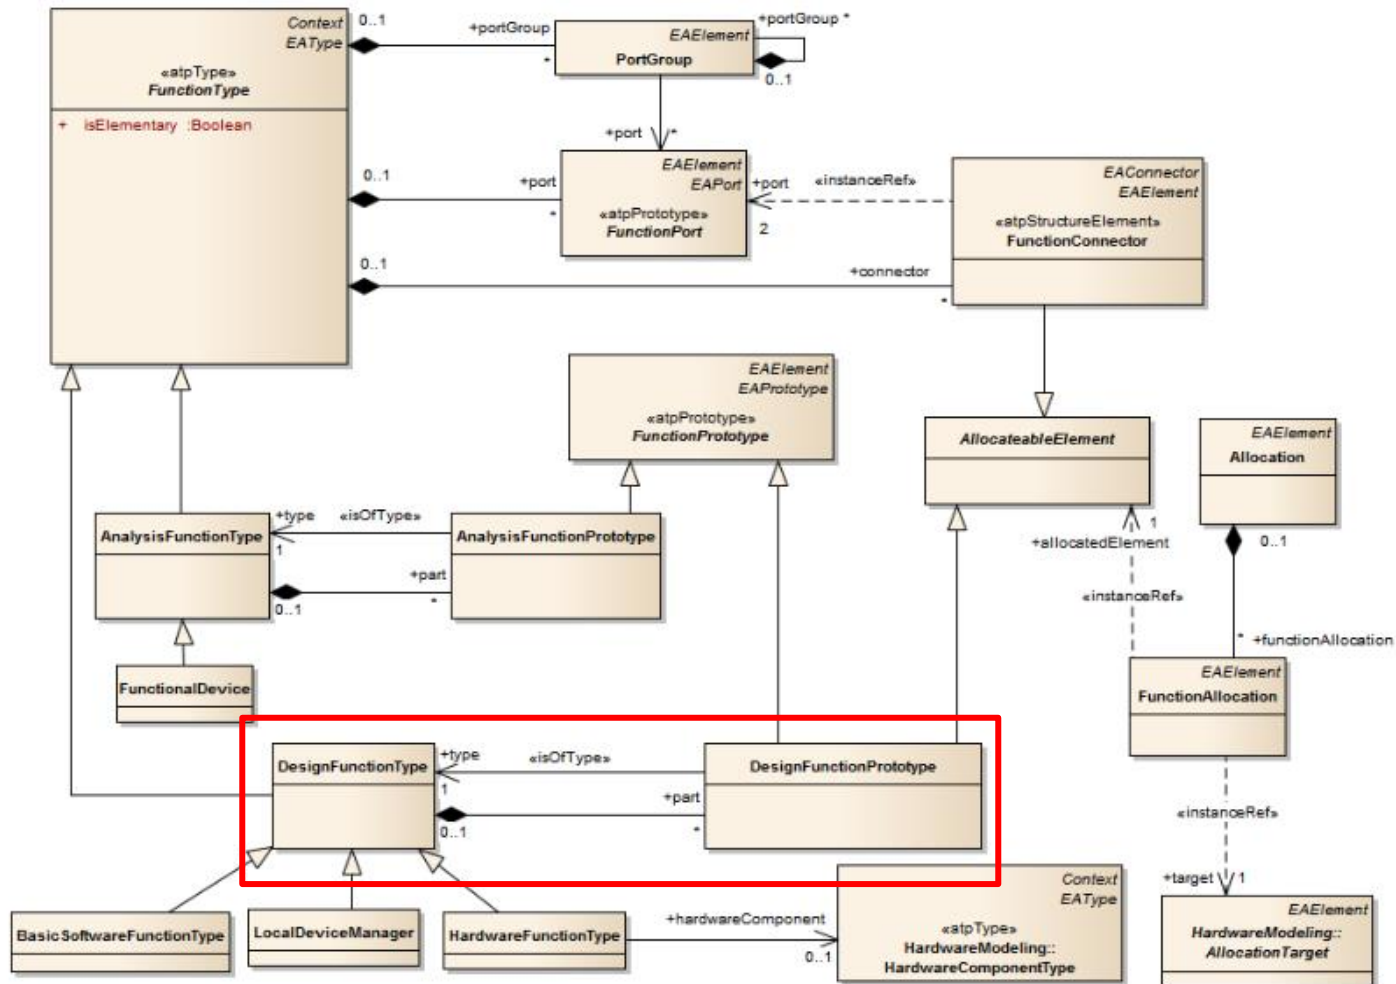 Context
EAType
«atpType»
FunctionType
+ isElementary :Boolean
0..1
+portGroup
*
EAElement
PortGroup
+portGroup *
0..1
+port
*
0..1
+port
*
EAElement
EAPort
«atpPrototype»
FunctionPort
+port
«instanceRef»
2
EAConnector
EAElement
«atpStructureElement»
FunctionConnector
0..1
+connector
*
EAElement
EAPrototype
«atpPrototype»
FunctionPrototype
AllocateableElement
EAElement
Allocation
AnalysisFunctionType
+type
«isOfType»
1
AnalysisFunctionPrototype
+part
0..1
*
1
+allocatedElement
0..1
«instanceRef»
* +functionAllocation
FunctionalDevice
EAElement
FunctionAllocation
DesignFunctionType
+type
«isOfType»
1
DesignFunctionPrototype
+part
0..1
*
«instanceRef»
+target
1
BasicSoftwareFunctionType
LocalDeviceManager
HardwareFunctionType
+hardwareComponent
0..1
Context
EAType
«atpType»
HardwareModeling::
HardwareComponentType
EAElement
HardwareModeling::
AllocationTarget